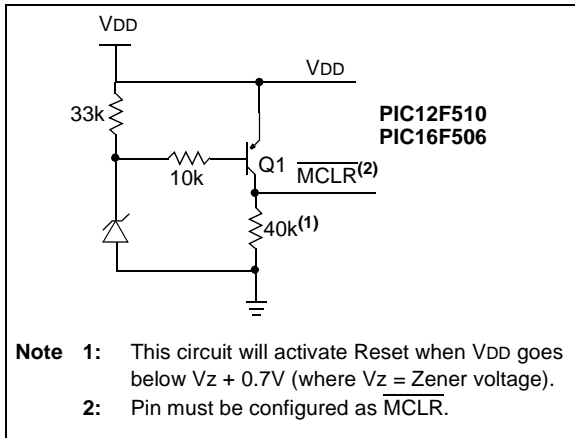 VDD
VDD
33k
PIC12F510
PIC16F506
Q1
MCLR(2)
10k
40k(1)
Note 1: This circuit will activate Reset when VDD goes
below Vz + 0.7V (where Vz = Zener voltage).
2: Pin must be configured as MCLR.